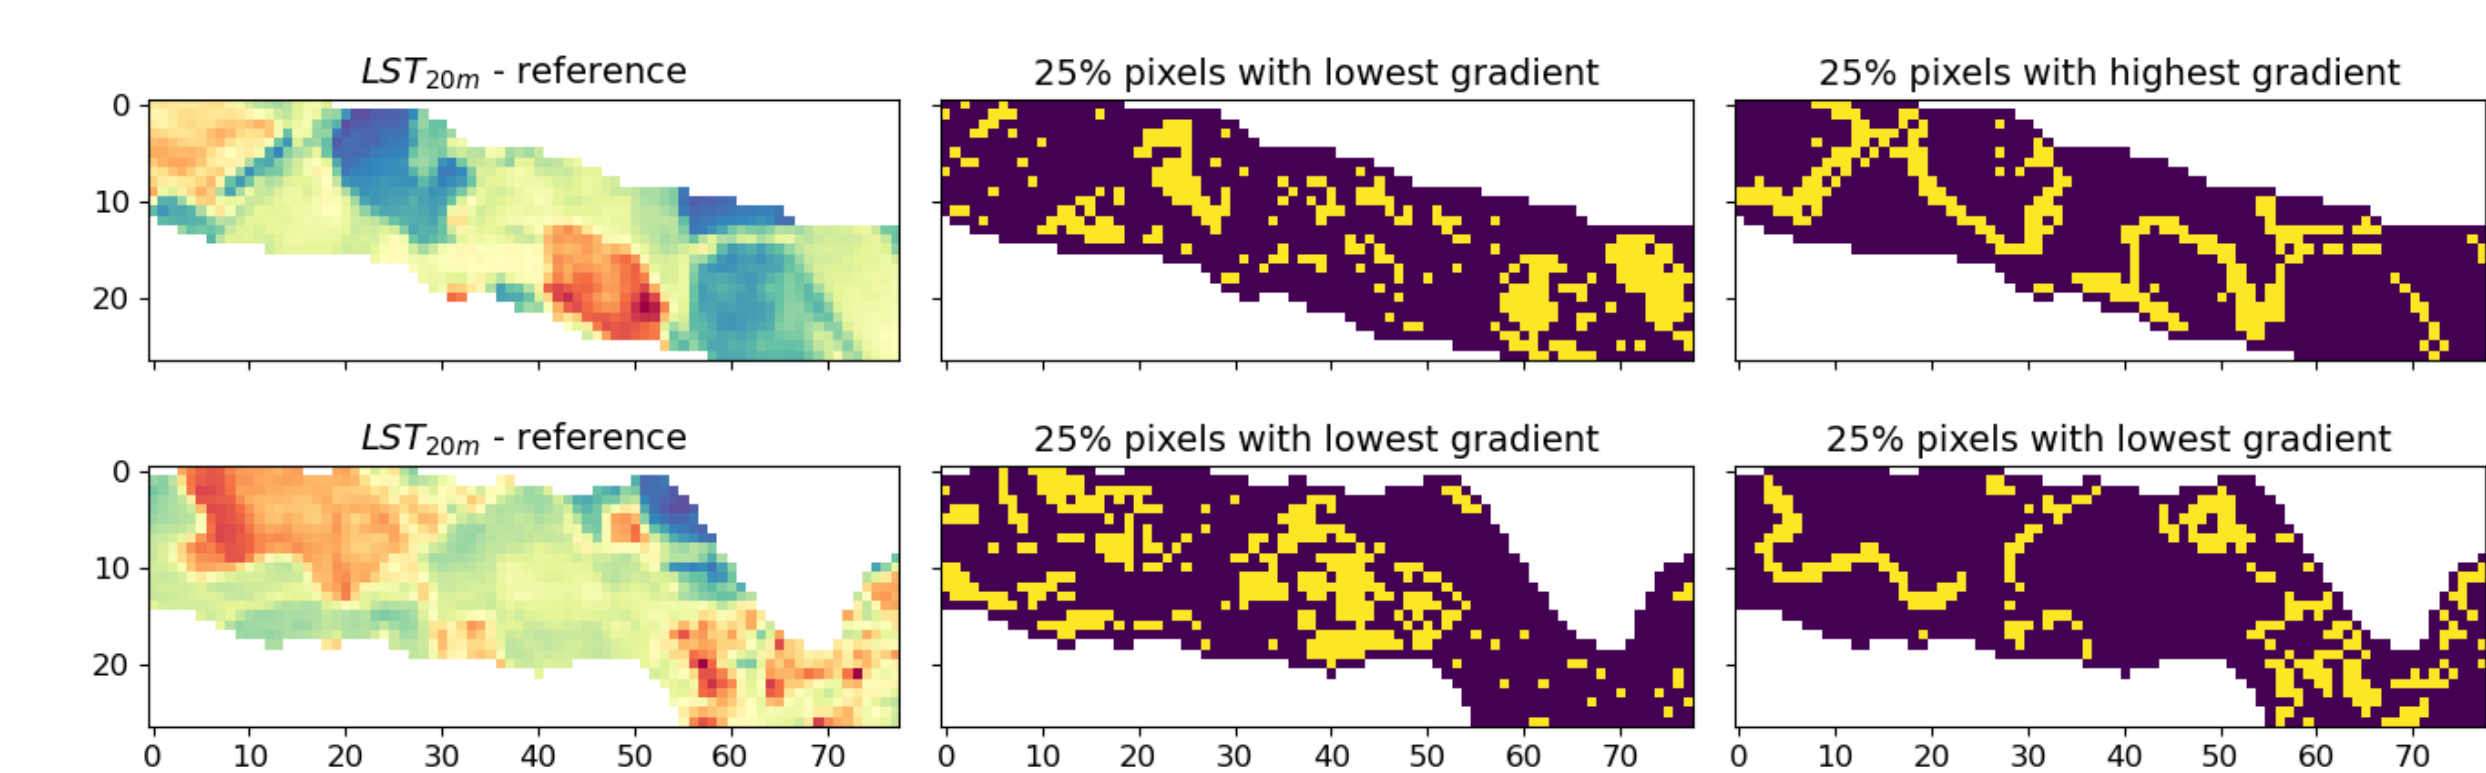 LST20m - reference
25% pixels with lowest gradient
25% pixels with highest gradient
0
10
20
LST20m - reference
25% pixels with lowest gradient
25% pixels with lowest gradient
0
10
20
0 10 20 30 40 50 60 70
0 10 20 30 40 50 60 70
0 10 20 30 40 50 60 70